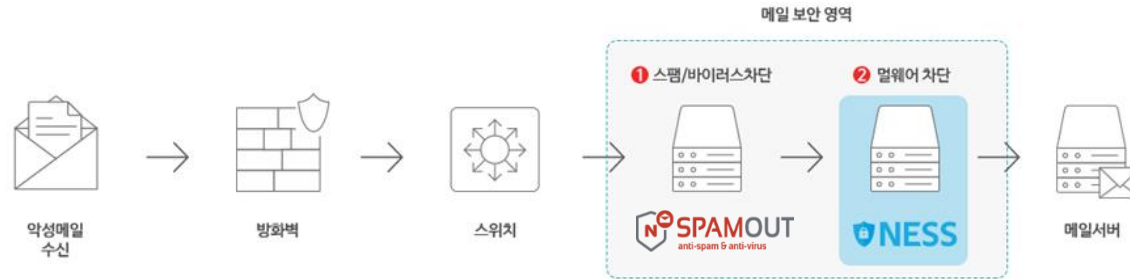 메일 보안 영역
❶ 스팸/바이러스차단
❷ 멀웨어 차단
N SPAMOUT
anti-spam & anti-virus
NESS
악성메일
수신
방화벽
스위치
메일서버